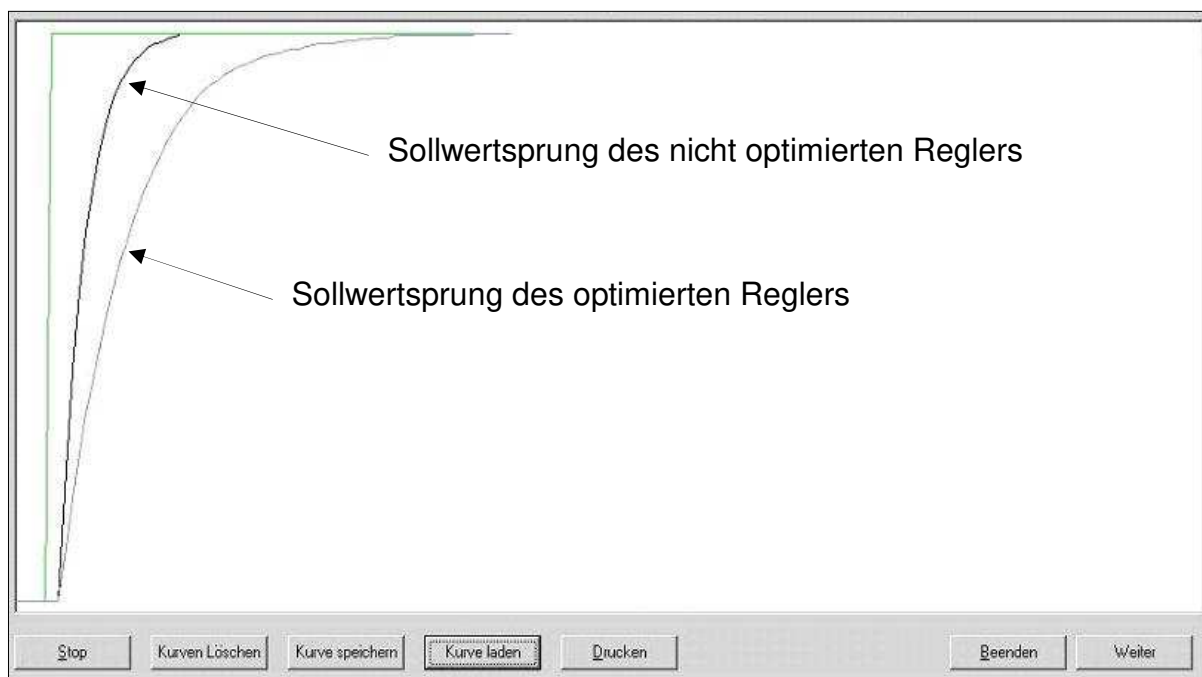 Sollwertsprung des nicht optimierten Reglers
Sollwertsprung des optimierten Reglers
Stop
Kurven Löschen
Kurve speichern
Kurve laden
Drucken
Beenden
Weiter